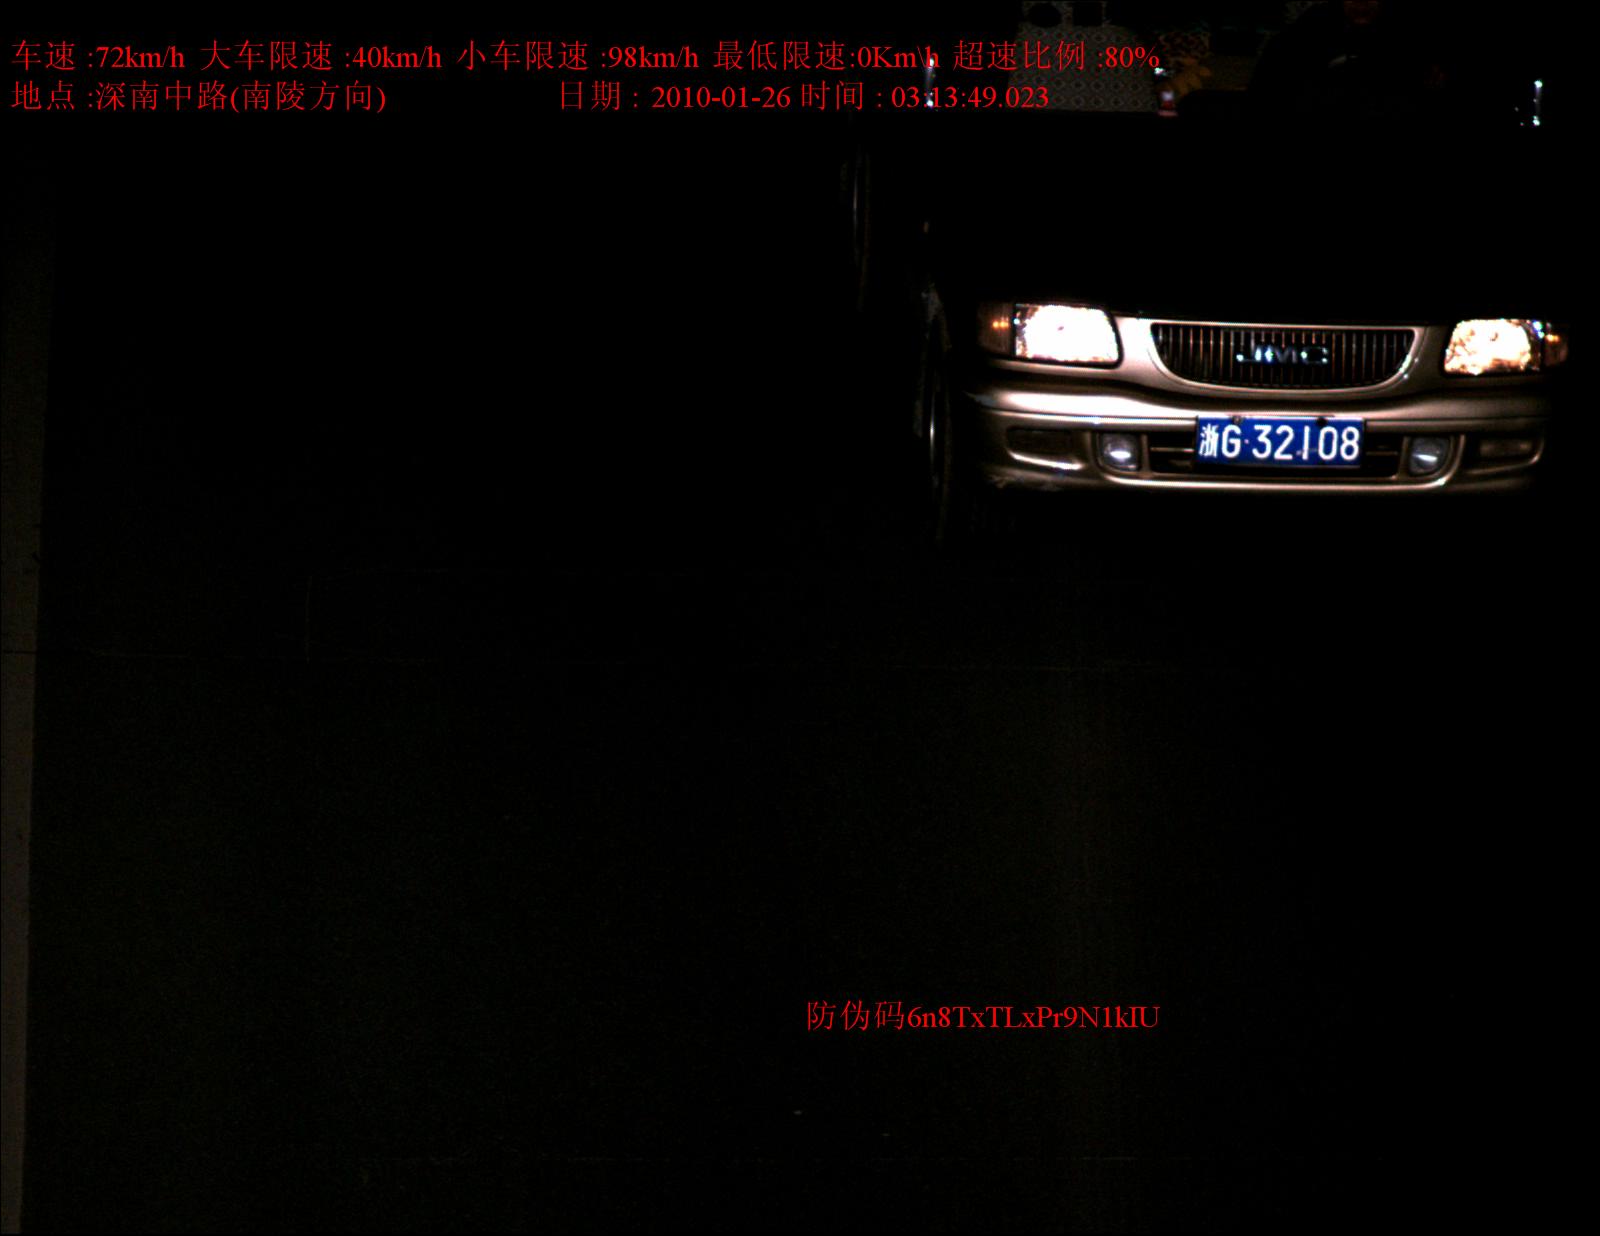 车速:72km/h 大车限速:40km/h 小车限速:98km/h 最低限速:0Km\h 超速比例:80%
地点:深南中路(南陵方向) 日期: 2010-01-26 时间: 03:13:49.023
JMC
浙G·32108
防伪码6n8TxTLxPr9N1kIU